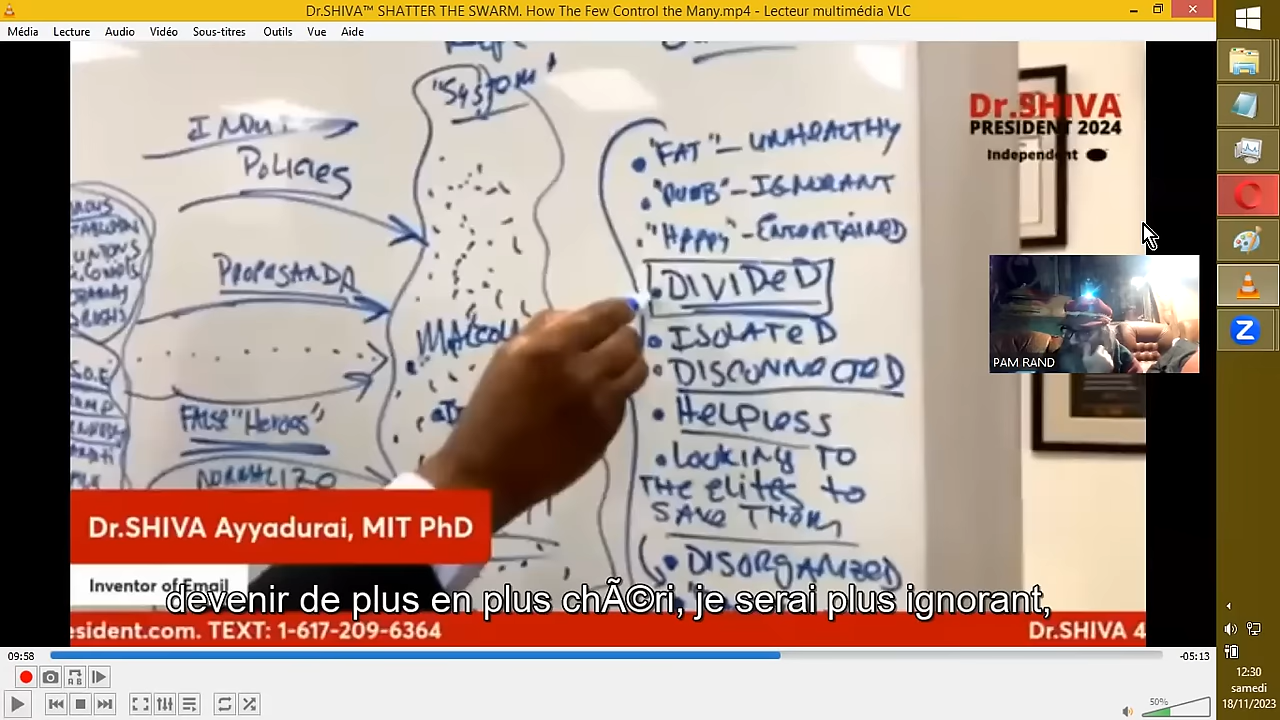 Dr.SHIVA™ SHATTER THE SWARM. How The Few Control the Many.mp4 - Lecteur multimédia VLC
Média Lecture Audio Vidéo Sous-titres Outils Vue Aide
"SYSTEM"
Policies
PROPAGANDA
FALSE "Heroes"
"FAT" - UNHEALTHY
"DUMB" - IGNORANT
"HAPPY" - ENTERTAINED
DIVIDED
ISOLATED
DISCONNECTED
HELPLESS
LOOKING TO
THE elites to
SAVE THEM
DISORGANIZED
Dr.SHIVA
PRESIDENT 2024
Independent
PAM RAND
Dr.SHIVA Ayyadurai, MIT PhD
Inventor of Email
devenir de plus en plus chÃ©ri, je serai plus ignorant,
esident.com. TEXT: 1-617-209-6364
Dr.SHIVA 4
09:58
-05:13
50%
12:30
samedi
18/11/2023